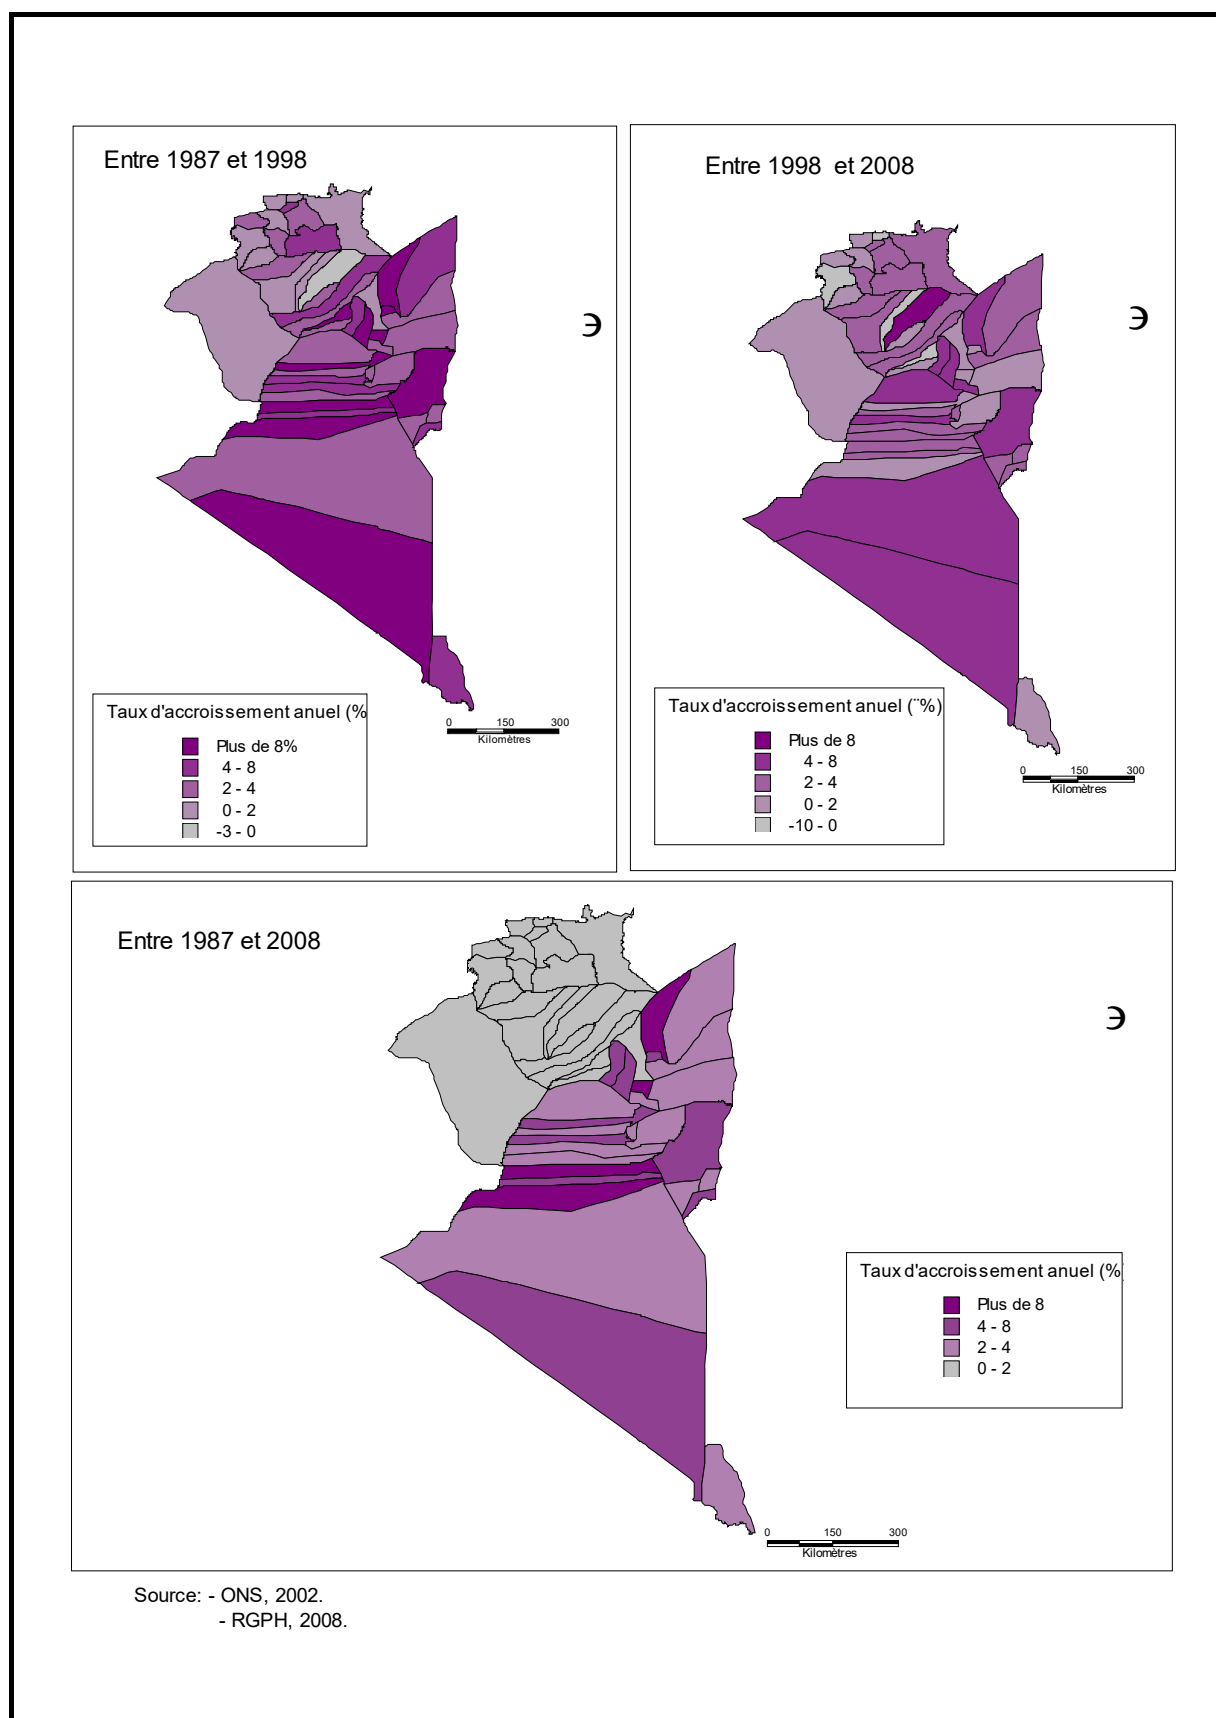 Entre 1987 et 1998
Э
Taux d'accroissement anuel (%
Plus de 8%
4 - 8
2 - 4
0 - 2
-3 - 0
0 150 300
Kilomètres
Entre 1998 et 2008
Э
Taux d'accroissement anuel (¨%)
Plus de 8
4 - 8
2 - 4
0 - 2
-10 - 0
0 150 300
Kilomètres
Entre 1987 et 2008
Э
Taux d'accroissement anuel (%)
Plus de 8
4 - 8
2 - 4
0 - 2
0 150 300
Kilomètres
Source: - ONS, 2002.
- RGPH, 2008.